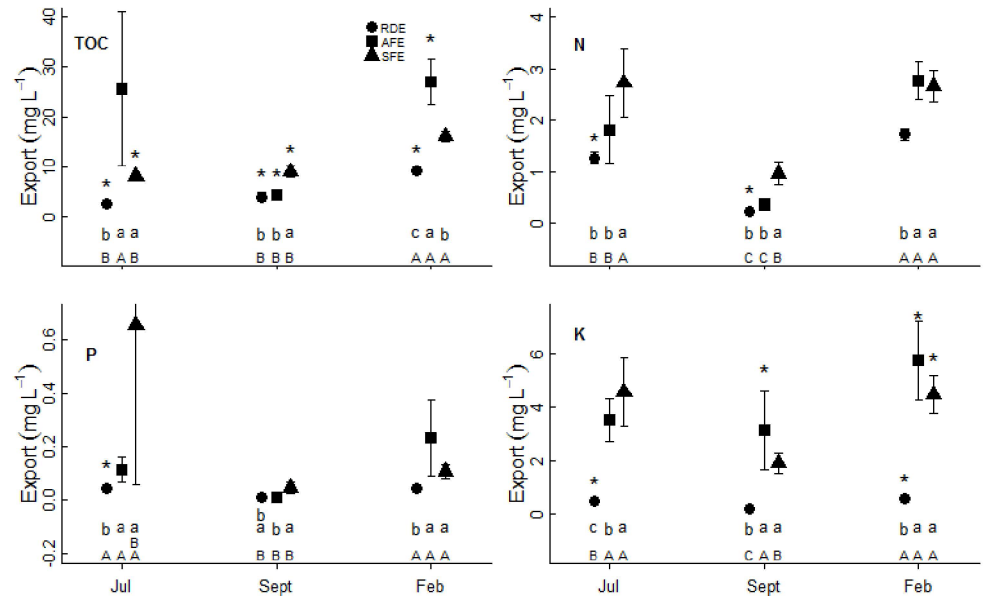 TOC
Export (mg L⁻¹)
0 10 20 30 40
RDE
AFE
SFE
* * * * * * *
b a a b b a c a b
B A B B B B A A A
N
Export (mg L⁻¹)
0 1 2 3 4
* *
b b a b b a b a a
B B A C C B A A A
P
Export (mg L⁻¹)
-0.2 0.0 0.2 0.4 0.6
*
b
b a a a b a b a a
B
A A A B B B A A A
Jul Sept Feb
K
Export (mg L⁻¹)
0 2 4 6
* * * * *
c b a b a a b a a
B A A C A B A A A
Jul Sept Feb